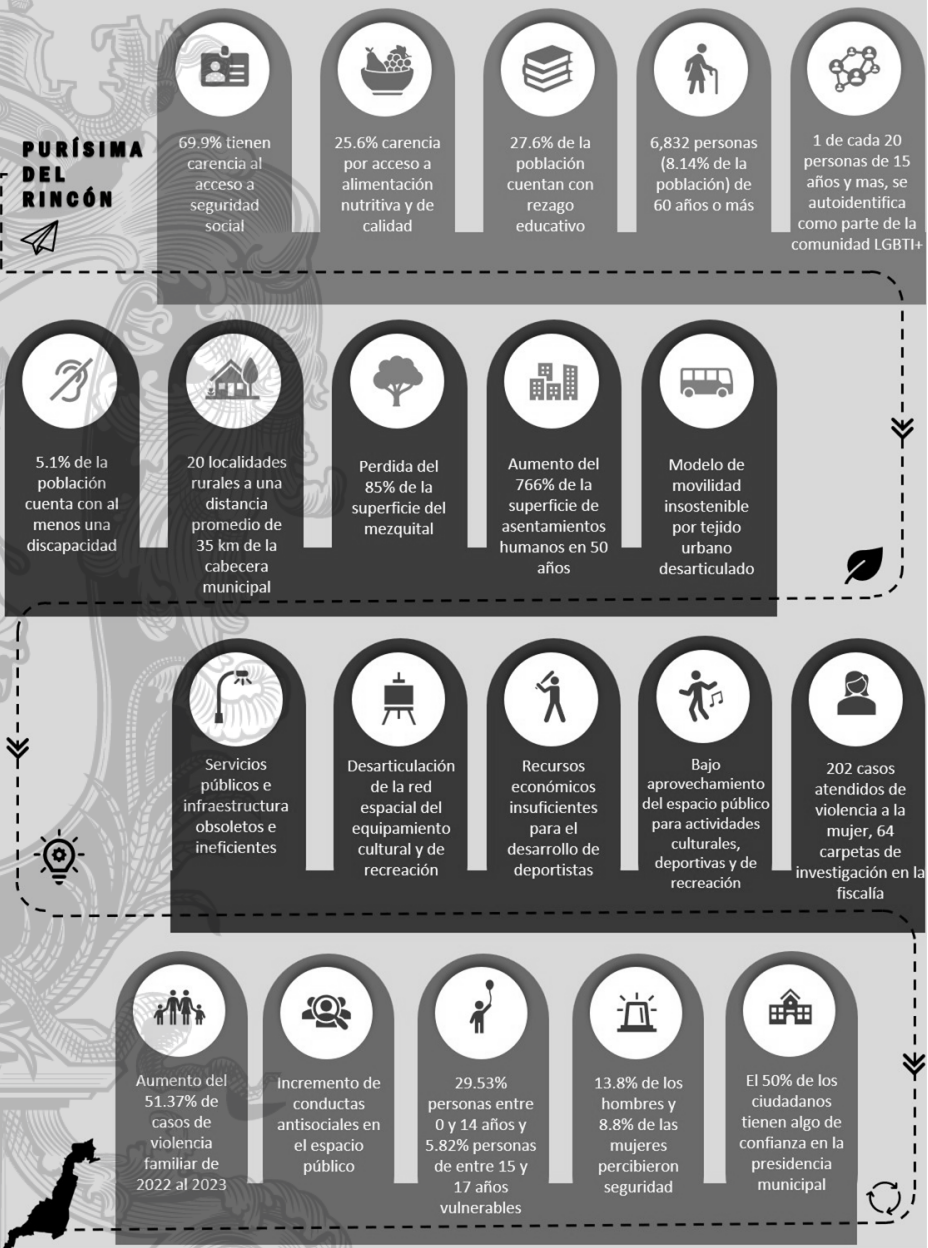 PURÍSIMA
DEL
RINCÓN
69.9% tienen
carencia al
acceso a
seguridad
social
25.6% carencia
por acceso a
alimentación
nutritiva y de
calidad
27.6% de la
población
cuentan con
rezago
educativo
6,832 personas
(8.14% de la
población) de
60 años o más
1 de cada 20
personas de 15
años y mas, se
autoidentifica
como parte de la
comunidad LGBTI+
5.1% de la
población
cuenta con al
menos una
discapacidad
20 localidades
rurales a una
distancia
promedio de
35 km de la
cabecera
municipal
Perdida del
85% de la
superficie del
mezquital
Aumento del
766% de la
superficie de
asentamientos
humanos en 50
años
Modelo de
movilidad
insostenible
por tejido
urbano
desarticulado
Servicios
públicos e
infraestructura
obsoletos e
ineficientes
Desarticulación
de la red
espacial del
equipamiento
cultural y de
recreación
Recursos
económicos
insuficientes
para el
desarrollo de
deportistas
Bajo
aprovechamiento
del espacio público
para actividades
culturales,
deportivas y de
recreación
202 casos
atendidos de
violencia a la
mujer, 64
carpetas de
investigación en la
fiscalía
Aumento del
51.37% de
casos de
violencia
familiar de
2022 al 2023
Incremento de
conductas
antisociales en
el espacio
público
29.53%
personas entre
0 y 14 años y
5.82% personas
de entre 15 y
17 años
vulnerables
13.8% de los
hombres y
8.8% de las
mujeres
percibieron
seguridad
El 50% de los
ciudadanos
tienen algo de
confianza en la
presidencia
municipal